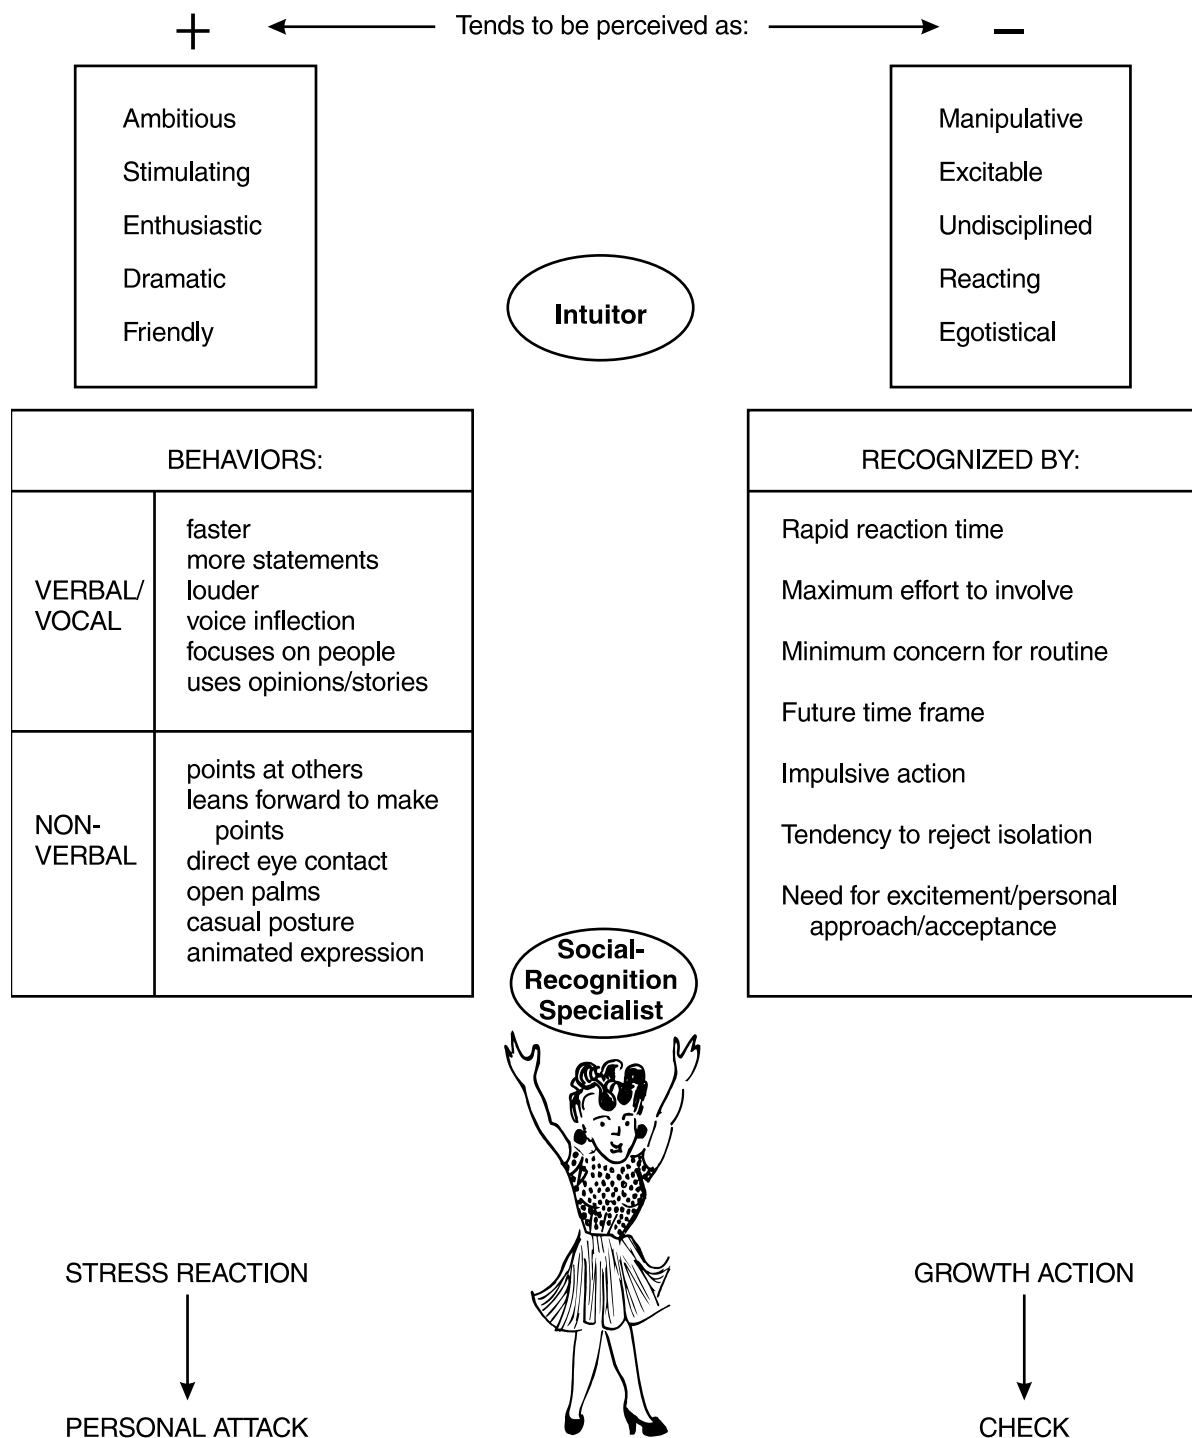 + Tends to be perceived as: –
Ambitious
Stimulating
Enthusiastic
Dramatic
Friendly
Manipulative
Excitable
Undisciplined
Reacting
Egotistical
Intuitor
BEHAVIORS:
VERBAL/
VOCAL
faster
more statements
louder
voice inflection
focuses on people
uses opinions/stories
NON-
VERBAL
points at others
leans forward to make
points
direct eye contact
open palms
casual posture
animated expression
RECOGNIZED BY:
Rapid reaction time
Maximum effort to involve
Minimum concern for routine
Future time frame
Impulsive action
Tendency to reject isolation
Need for excitement/personal
approach/acceptance
Social-
Recognition
Specialist
STRESS REACTION
PERSONAL ATTACK
GROWTH ACTION
CHECK